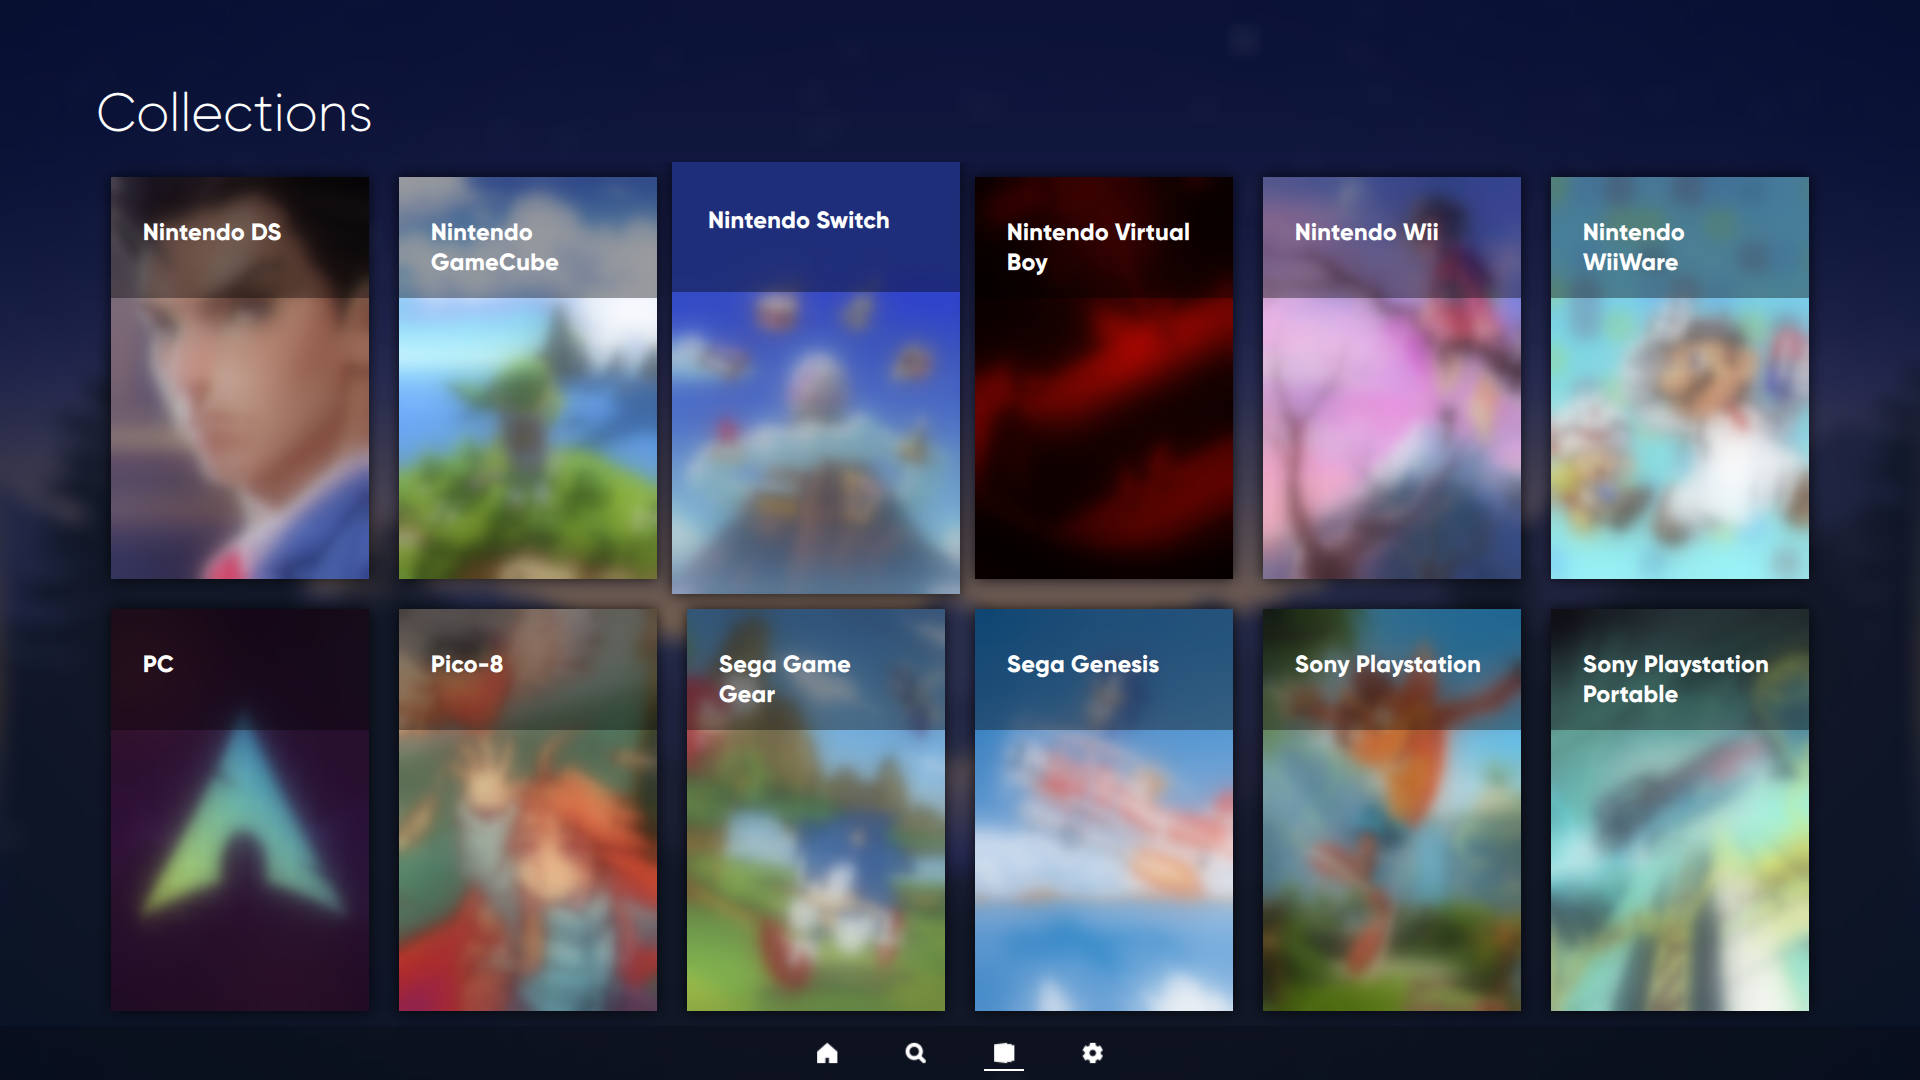 Collections
Nintendo DS
Nintendo
GameCube
Nintendo Switch
Nintendo Virtual
Boy
Nintendo Wii
Nintendo
WiiWare
PC
Pico-8
Sega Game
Gear
Sega Genesis
Sony Playstation
Sony Playstation
Portable